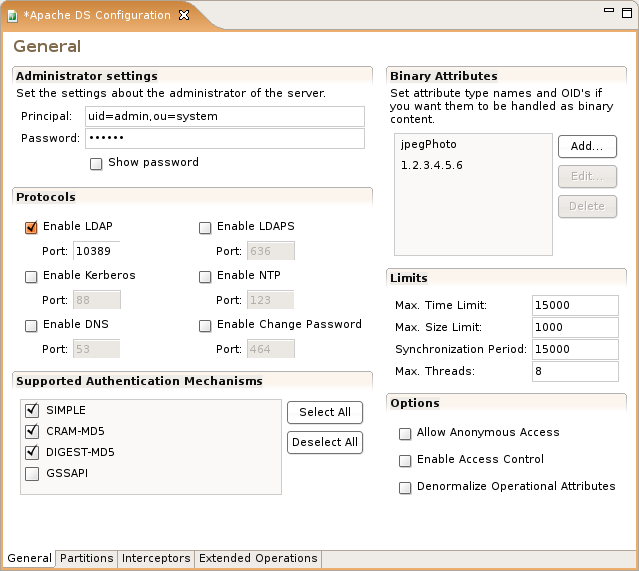 *Apache DS Configuration
General
Administrator settings
Set the settings about the administrator of the server.
Principal: uid=admin,ou=system
Password: ••••••
Show password
Protocols
Enable LDAP
Port: 10389
Enable LDAPS
Port: 636
Enable Kerberos
Port: 88
Enable NTP
Port: 123
Enable DNS
Port: 53
Enable Change Password
Port: 464
Supported Authentication Mechanisms
SIMPLE
CRAM-MD5
DIGEST-MD5
GSSAPI
Select All
Deselect All
Binary Attributes
Set attribute type names and OID's if
you want them to be handled as binary
content.
jpegPhoto
1.2.3.4.5.6
Add...
Edit...
Delete
Limits
Max. Time Limit: 15000
Max. Size Limit: 1000
Synchronization Period: 15000
Max. Threads: 8
Options
Allow Anonymous Access
Enable Access Control
Denormalize Operational Attributes
General Partitions Interceptors Extended Operations